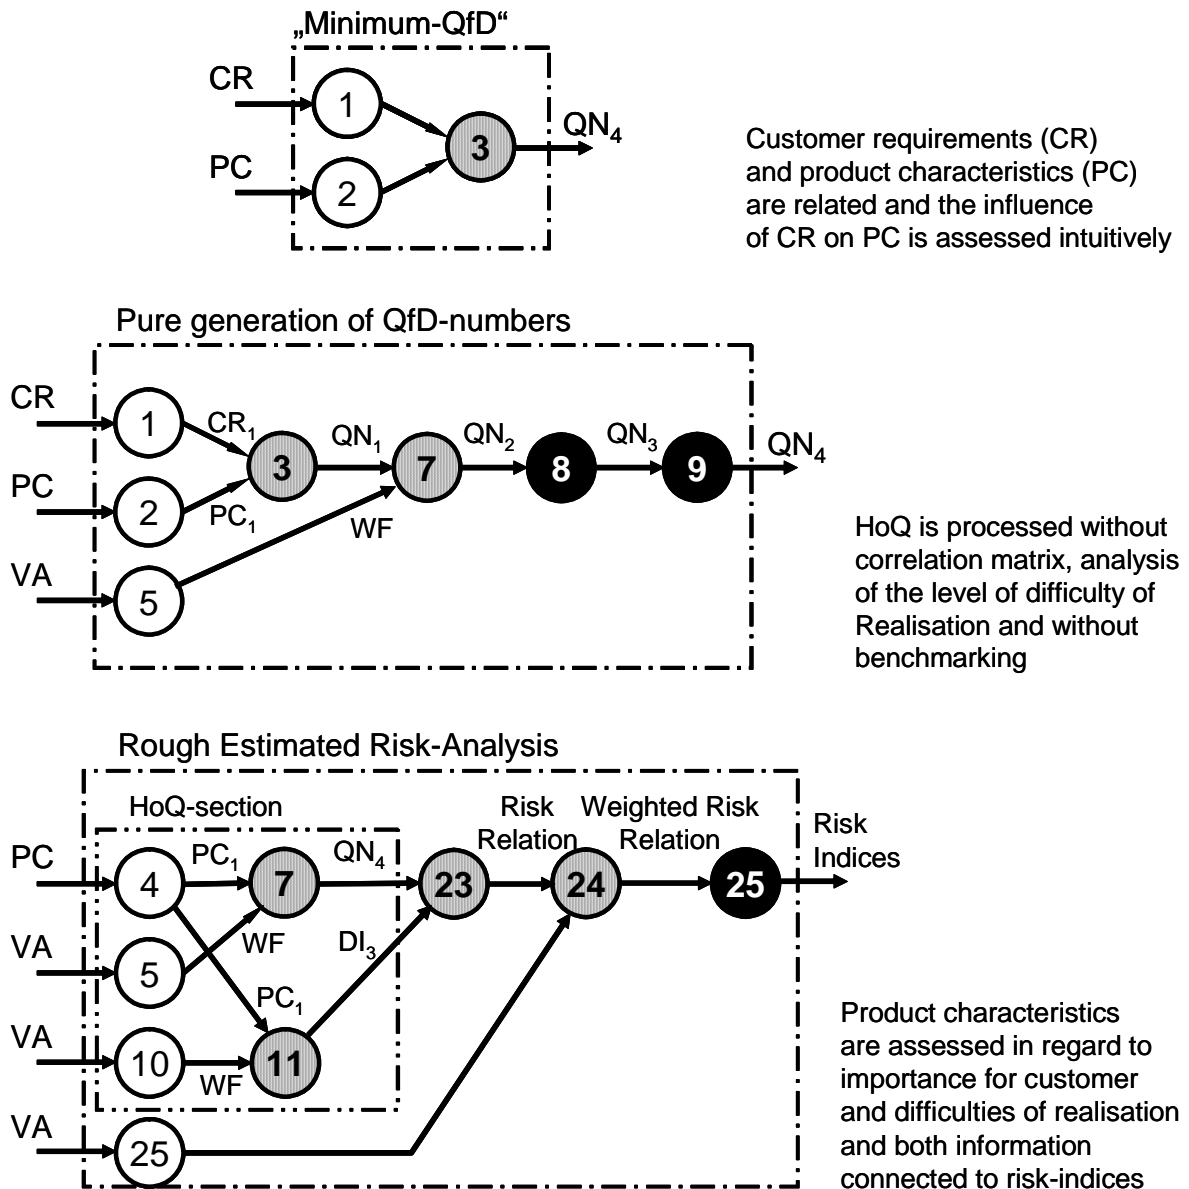 „Minimum-QfD“
CR
1
QN4
3
PC
2
Customer requirements (CR)
and product characteristics (PC)
are related and the influence
of CR on PC is assessed intuitively
Pure generation of QfD-numbers
CR
1
CR1
QN1
QN2
QN3
QN4
3
7
8
9
PC
2
PC1
WF
VA
5
HoQ is processed without
correlation matrix, analysis
of the level of difficulty of
Realisation and without
benchmarking
Rough Estimated Risk-Analysis
HoQ-section
Risk
Relation
Weighted Risk
Relation
Risk
Indices
PC
4
PC1
7
QN4
23
24
25
VA
5
WF
DI3
PC1
VA
10
WF
11
VA
25
Product characteristics
are assessed in regard to
importance for customer
and difficulties of realisation
and both information
connected to risk-indices